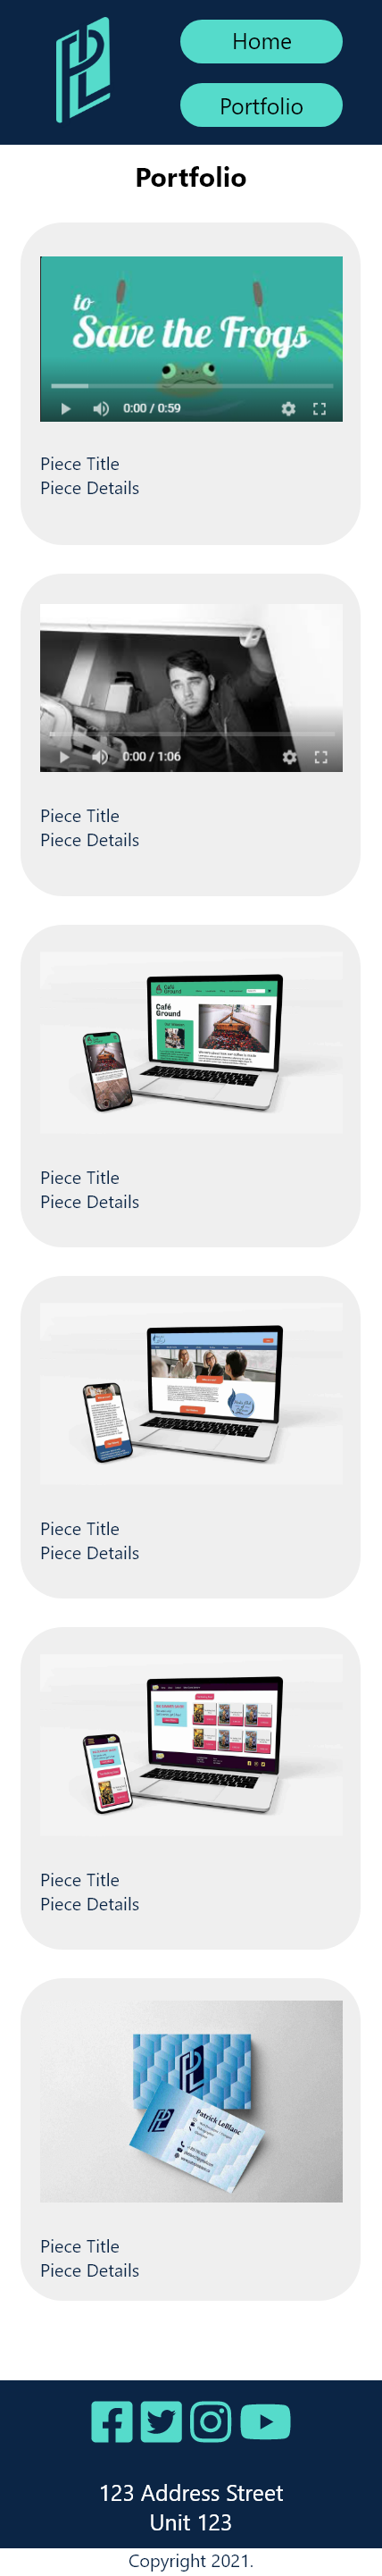 Home
Portfolio
Portfolio
to
Save the Frogs
0:00 / 0:59
Piece Title
Piece Details
0:00 / 1:06
Piece Title
Piece Details
Café
Ground
Café
Ground
Piece Title
Piece Details
Piece Title
Piece Details
Piece Title
Piece Details
Patrick LeBlanc
Piece Title
Piece Details
123 Address Street
Unit 123
Copyright 2021.